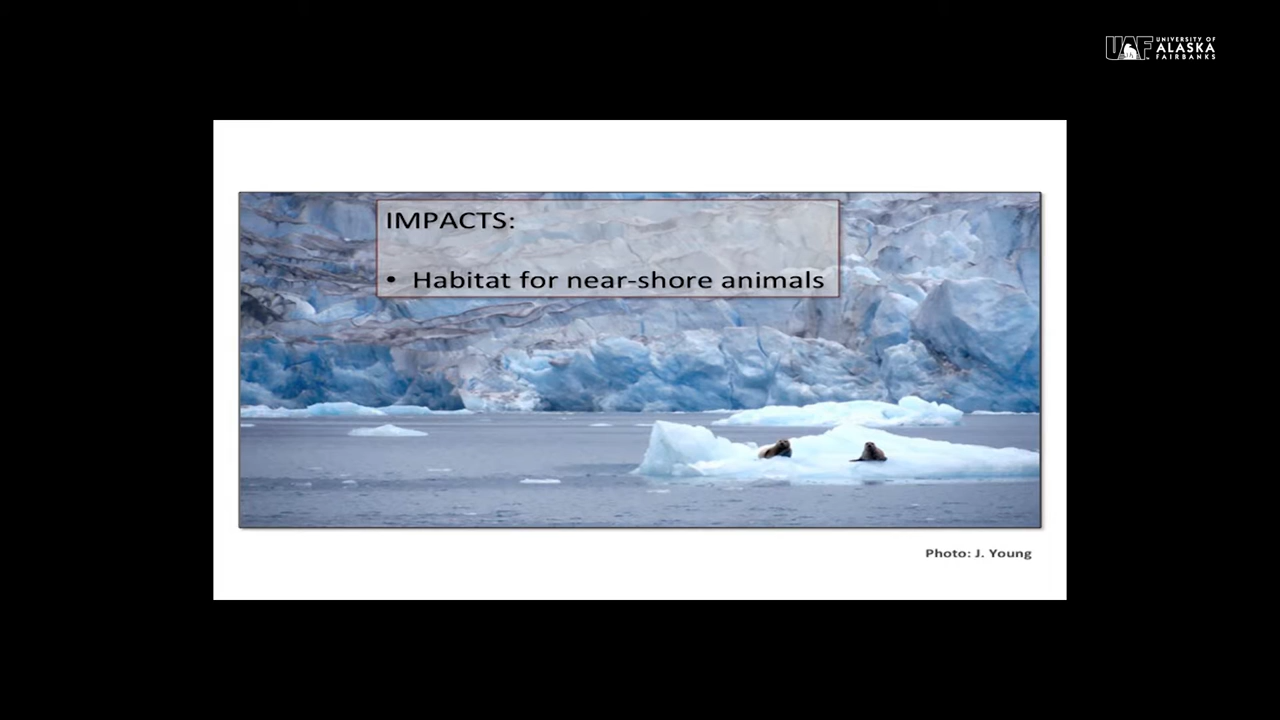 UAF UNIVERSITY OF
ALASKA
FAIRBANKS
IMPACTS:
• Habitat for near-shore animals
Photo: J. Young